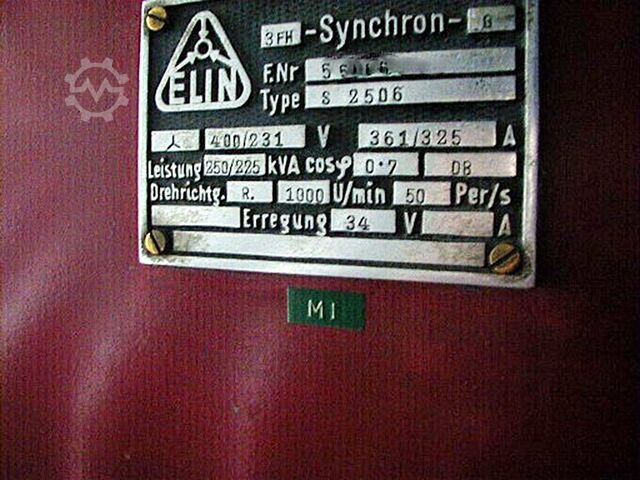 ELIN
3FH -Synchron- G
F.Nr
Type S 2506
400/231 V 361/325 A
Leistung 250/225 kVA cosφ 0·7 DB
Drehrichtg. R. 1000 U/min 50 Per/s
Erregung 34 V A
M1